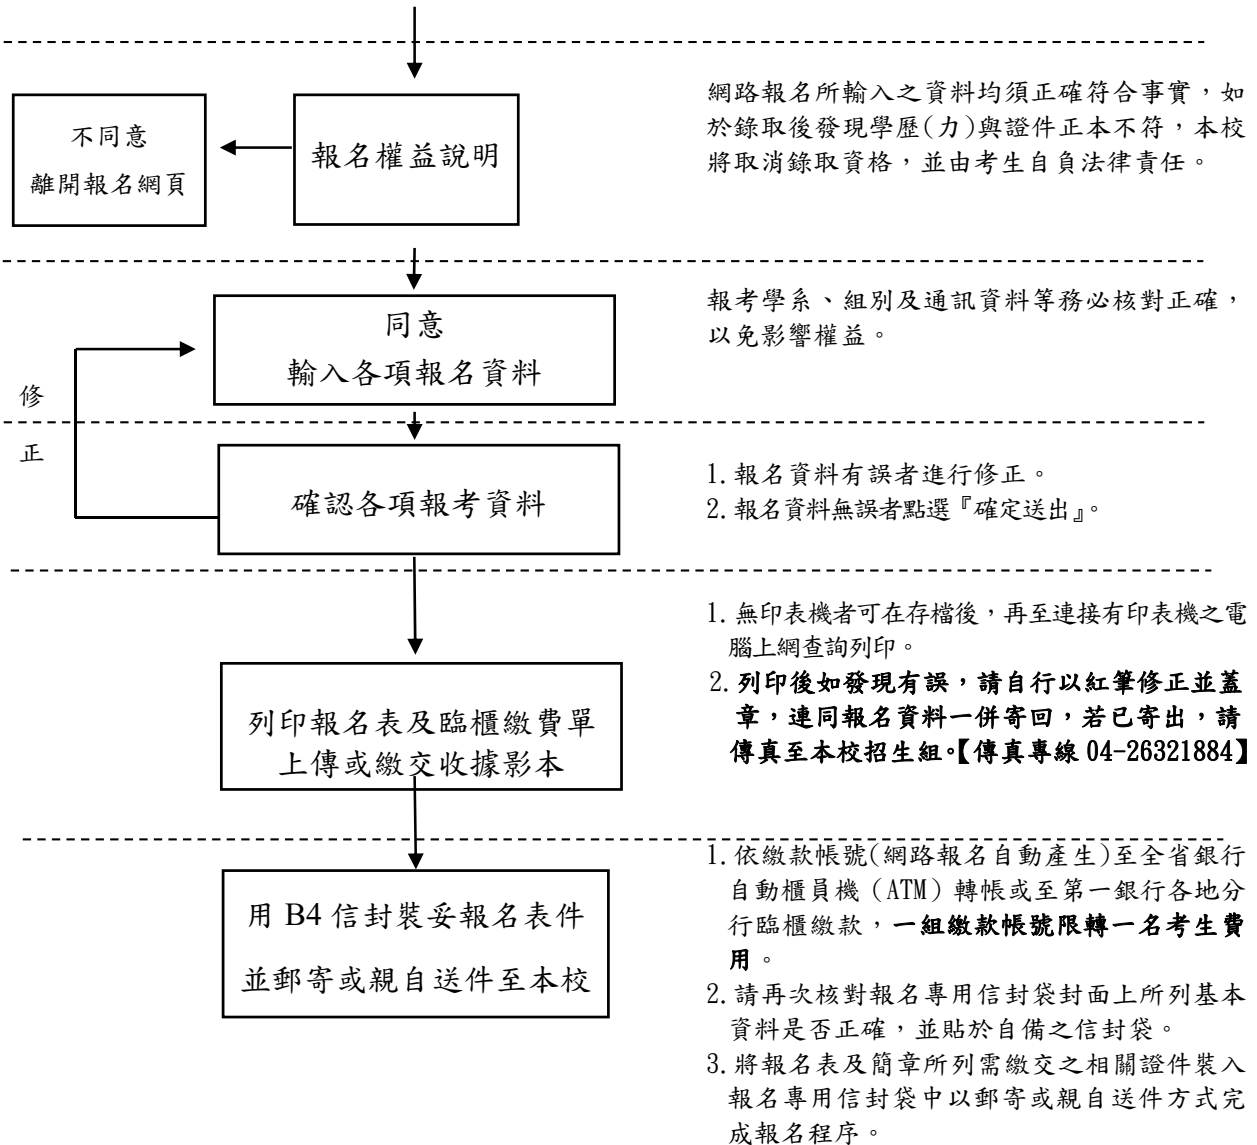 不同意
離開報名網頁
報名權益說明
網路報名所輸入之資料均須正確符合事實，如
於錄取後發現學歷(力)與證件正本不符，本校
將取消錄取資格，並由考生自負法律責任。
同意
輸入各項報名資料
報考學系、組別及通訊資料等務必核對正確，
以免影響權益。
修
正
確認各項報考資料
1.報名資料有誤者進行修正。
2.報名資料無誤者點選『確定送出』。
列印報名表及臨櫃繳費單
上傳或繳交收據影本
1.無印表機者可在存檔後，再至連接有印表機之電
腦上網查詢列印。
2.列印後如發現有誤，請自行以紅筆修正並蓋
章，連同報名資料一併寄回，若已寄出，請
傳真至本校招生組。【傳真專線 04-26321884】
用 B4 信封裝妥報名表件
並郵寄或親自送件至本校
1.依繳款帳號(網路報名自動產生)至全省銀行
自動櫃員機（ATM）轉帳或至第一銀行各地分
行臨櫃繳款，一組繳款帳號限轉一名考生費
用。
2.請再次核對報名專用信封袋封面上所列基本
資料是否正確，並貼於自備之信封袋。
3.將報名表及簡章所列需繳交之相關證件裝入
報名專用信封袋中以郵寄或親自送件方式完
成報名程序。